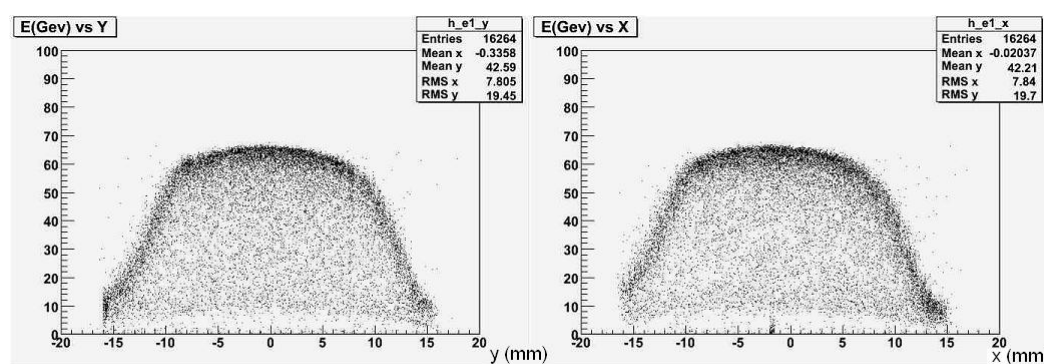 E(Gev) vs Y
h_e1_y
Entries 16264
Mean x -0.3358
Mean y 42.59
RMS x 7.805
RMS y 19.45
100
90
80
70
60
50
40
30
20
10
0
-20 -15 -10 -5 0 5 10 15 20
y (mm)
E(Gev) vs X
h_e1_x
Entries 16264
Mean x -0.02037
Mean y 42.21
RMS x 7.84
RMS y 19.7
100
90
80
70
60
50
40
30
20
10
0
-20 -15 -10 -5 0 5 10 15 20
x (mm